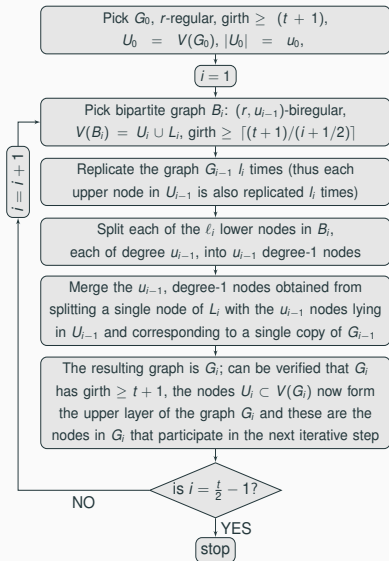 Pick G₀, r-regular, girth ≥ (t + 1),
U₀ = V(G₀), |U₀| = u₀,
i = 1
Pick bipartite graph Bᵢ: (r, uᵢ₋₁)-biregular,
V(Bᵢ) = Uᵢ ∪ Lᵢ, girth ≥ ⌈(t + 1)/(i + 1/2)⌉
i = i + 1
Replicate the graph Gᵢ₋₁ lᵢ times (thus each
upper node in Uᵢ₋₁ is also replicated lᵢ times)
Split each of the ℓᵢ lower nodes in Bᵢ,
each of degree uᵢ₋₁, into uᵢ₋₁ degree-1 nodes
Merge the uᵢ₋₁, degree-1 nodes obtained from
splitting a single node of Lᵢ with the uᵢ₋₁ nodes lying
in Uᵢ₋₁ and corresponding to a single copy of Gᵢ₋₁
The resulting graph is Gᵢ; can be verified that Gᵢ
has girth ≥ t + 1, the nodes Uᵢ ⊂ V(Gᵢ) now form
the upper layer of the graph Gᵢ and these are the
nodes in Gᵢ that participate in the next iterative step
is i = t/2 − 1?
NO
YES
stop